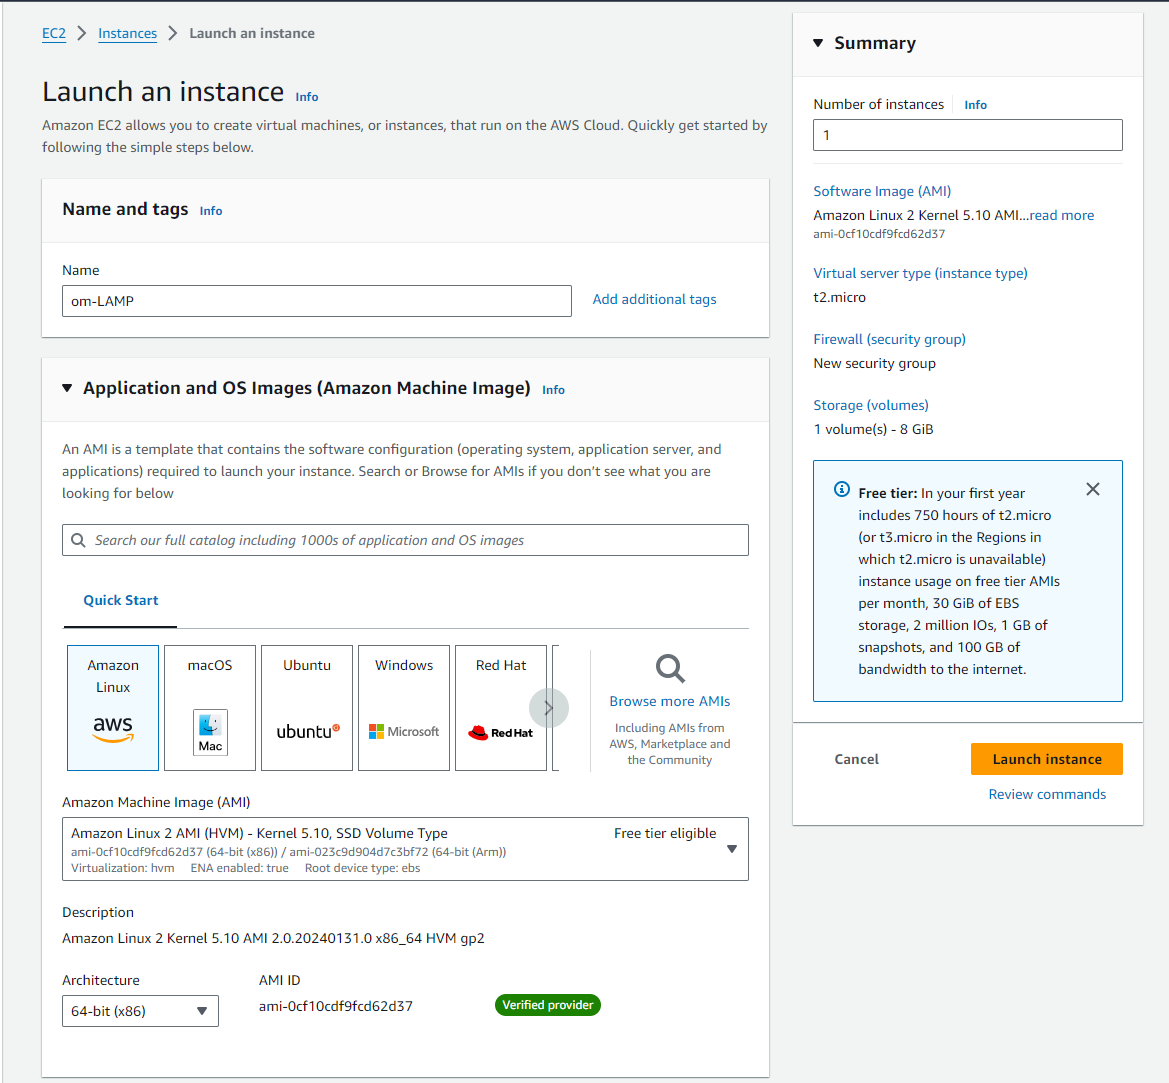 EC2 > Instances > Launch an instance
Launch an instance Info
Amazon EC2 allows you to create virtual machines, or instances, that run on the AWS Cloud. Quickly get started by
following the simple steps below.
Name and tags Info
Name
om-LAMP
Add additional tags
Application and OS Images (Amazon Machine Image) Info
An AMI is a template that contains the software configuration (operating system, application server, and
applications) required to launch your instance. Search or Browse for AMIs if you don't see what you are
looking for below
Search our full catalog including 1000s of application and OS images
Quick Start
Amazon
Linux
aws
macOS
Mac
Ubuntu
ubuntu
Windows
Microsoft
Red Hat
Red Hat
Browse more AMIs
Including AMIs from
AWS, Marketplace and
the Community
Amazon Machine Image (AMI)
Amazon Linux 2 AMI (HVM) - Kernel 5.10, SSD Volume Type
Free tier eligible
ami-0cf10cdf9fcd62d37 (64-bit (x86)) / ami-023c9d904d7c3bf72 (64-bit (Arm))
Virtualization: hvm ENA enabled: true Root device type: ebs
Description
Amazon Linux 2 Kernel 5.10 AMI 2.0.20240131.0 x86_64 HVM gp2
Architecture
64-bit (x86)
AMI ID
ami-0cf10cdf9fcd62d37
Verified provider
Summary
Number of instances Info
1
Software Image (AMI)
Amazon Linux 2 Kernel 5.10 AMI...read more
ami-0cf10cdf9fcd62d37
Virtual server type (instance type)
t2.micro
Firewall (security group)
New security group
Storage (volumes)
1 volume(s) - 8 GiB
Free tier: In your first year
includes 750 hours of t2.micro
(or t3.micro in the Regions in
which t2.micro is unavailable)
instance usage on free tier AMIs
per month, 30 GiB of EBS
storage, 2 million IOs, 1 GB of
snapshots, and 100 GB of
bandwidth to the internet.
Cancel
Launch instance
Review commands